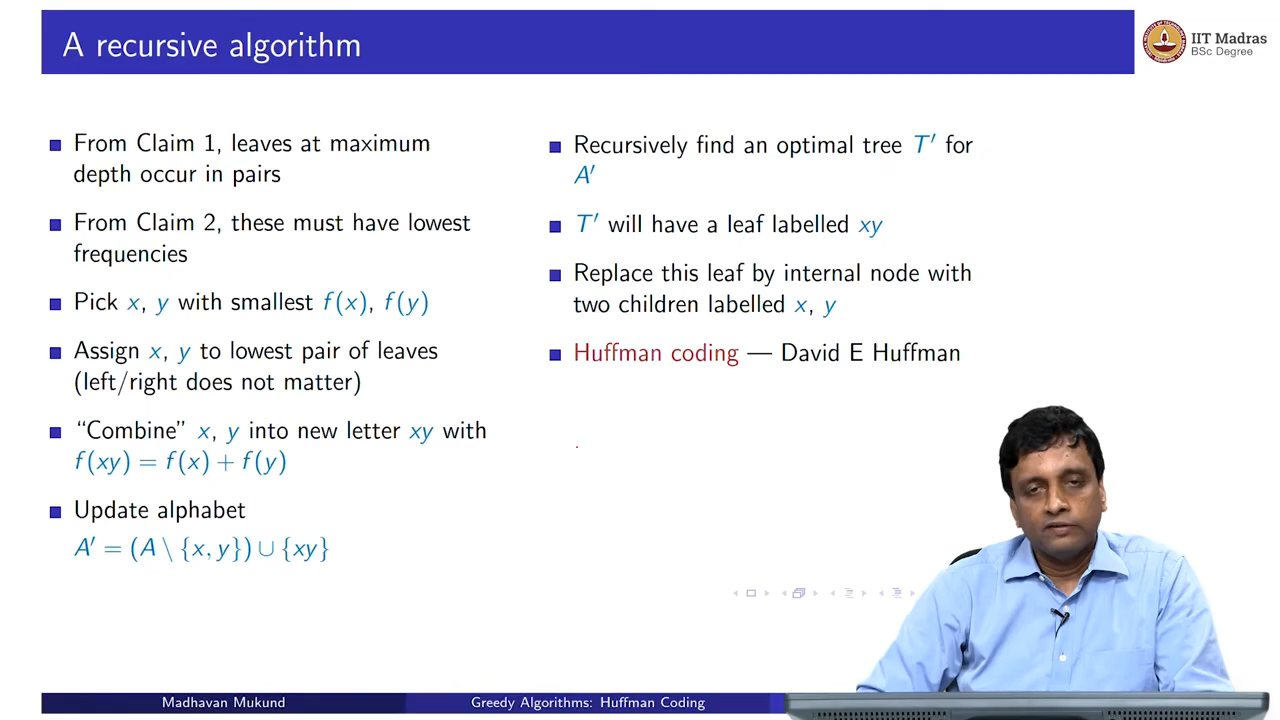 A recursive algorithm
IIT Madras
BSc Degree
From Claim 1, leaves at maximum
depth occur in pairs
From Claim 2, these must have lowest
frequencies
Pick x, y with smallest f(x), f(y)
Assign x, y to lowest pair of leaves
(left/right does not matter)
“Combine” x, y into new letter xy with
f(xy) = f(x) + f(y)
Update alphabet
A′ = (A \ {x, y}) ∪ {xy}
Recursively find an optimal tree T′ for
A′
T′ will have a leaf labelled xy
Replace this leaf by internal node with
two children labelled x, y
Huffman coding — David E Huffman
Madhavan Mukund
Greedy Algorithms: Huffman Coding